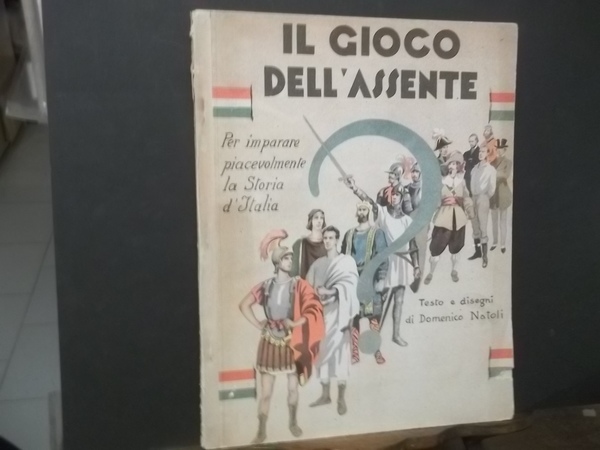 IL GIOCO
DELL'ASSENTE
Per imparare
piacevolmente
la Storia
d'Italia
?
Testo e disegni
di Domenico Natoli